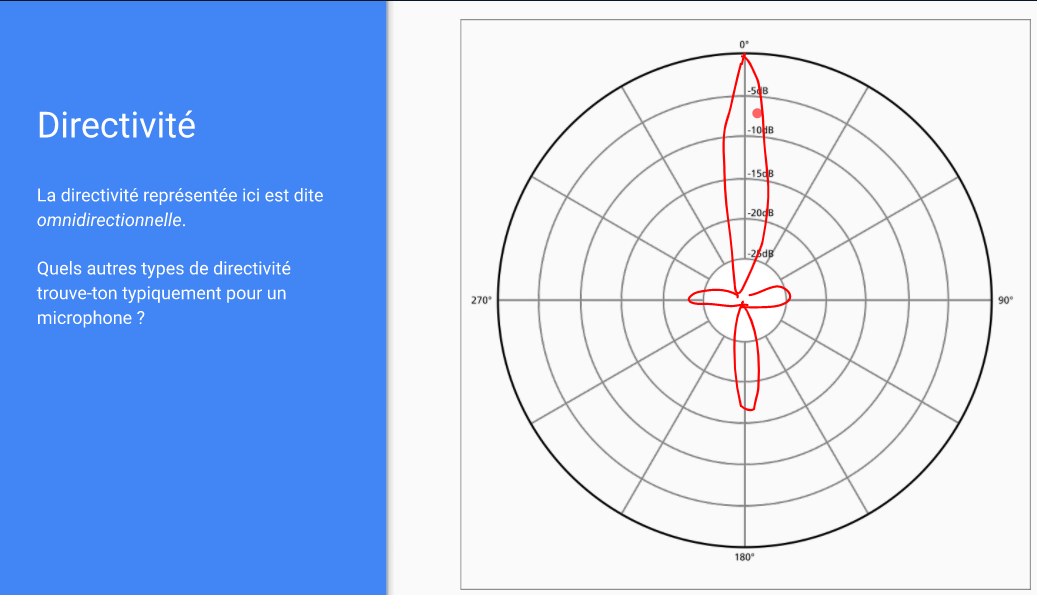 Directivité
La directivité représentée ici est dite
omnidirectionnelle.
Quels autres types de directivité
trouve-ton typiquement pour un
microphone ?
0°
-5dB
-10dB
-15dB
-20dB
-25dB
270°
90°
180°